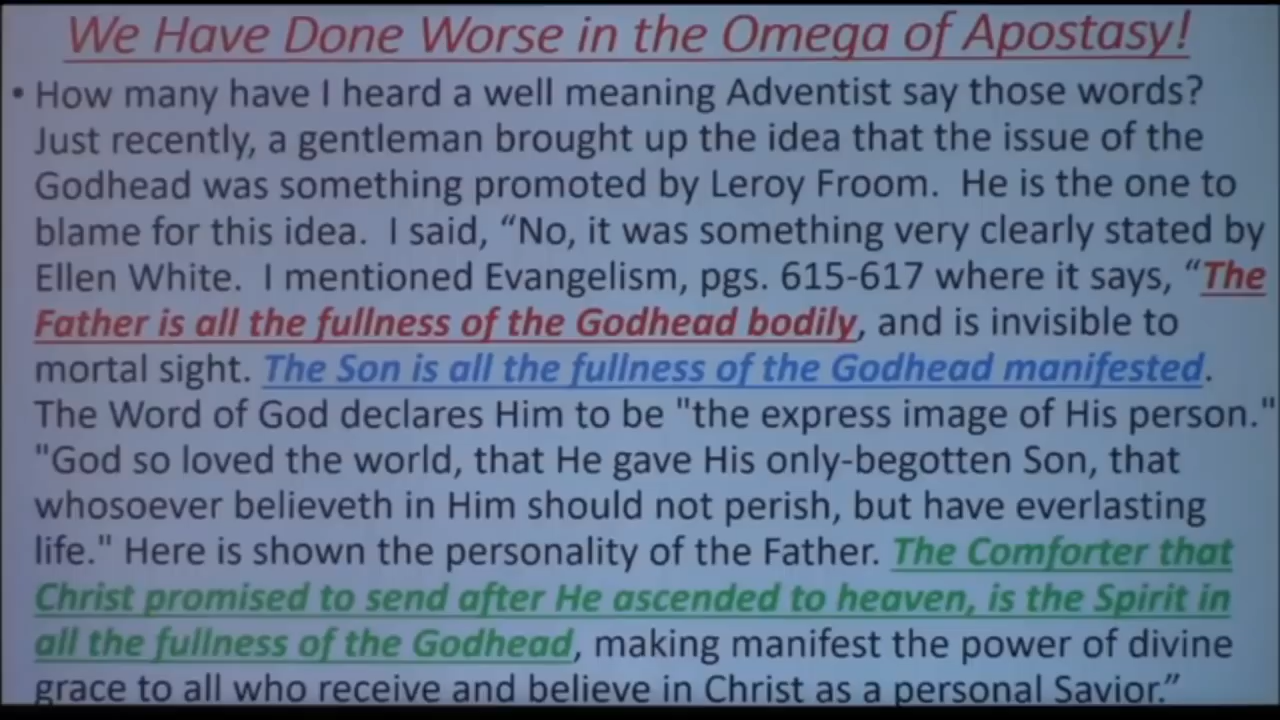 We Have Done Worse in the Omega of Apostasy!
• How many have I heard a well meaning Adventist say those words?
Just recently, a gentleman brought up the idea that the issue of the
Godhead was something promoted by Leroy Froom. He is the one to
blame for this idea. I said, “No, it was something very clearly stated by
Ellen White. I mentioned Evangelism, pgs. 615-617 where it says, “The
Father is all the fullness of the Godhead bodily, and is invisible to
mortal sight. The Son is all the fullness of the Godhead manifested.
The Word of God declares Him to be "the express image of His person."
"God so loved the world, that He gave His only-begotten Son, that
whosoever believeth in Him should not perish, but have everlasting
life." Here is shown the personality of the Father. The Comforter that
Christ promised to send after He ascended to heaven, is the Spirit in
all the fullness of the Godhead, making manifest the power of divine
grace to all who receive and believe in Christ as a personal Savior.”